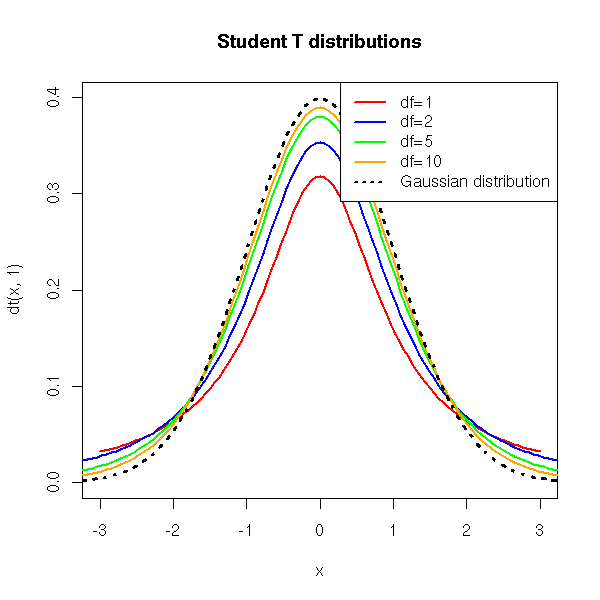 Student T distributions
df=1
df=2
df=5
df=10
Gaussian distribution
dt(x, 1)
0.4
0.3
0.2
0.1
0.0
-3 -2 -1 0 1 2 3
x